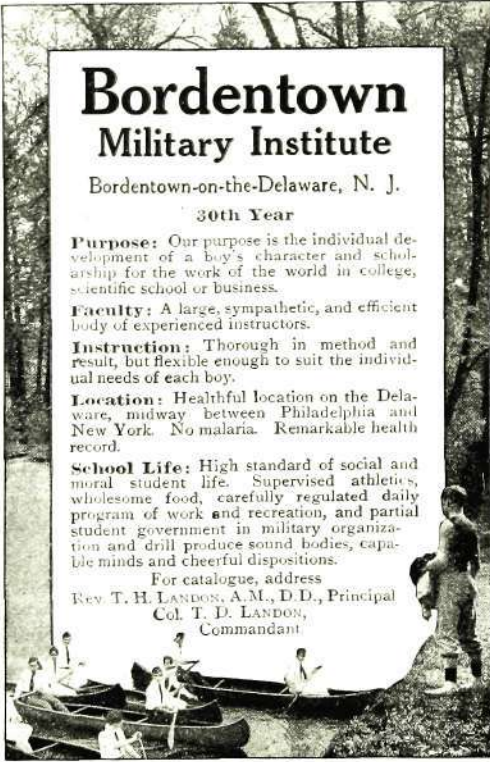 Bordentown
Military Institute
Bordentown-on-the-Delaware, N. J.
30th Year
Purpose: Our purpose is the individual de-
velopment of a boy's character and schol-
arship for the work of the world in college,
scientific school or business.
Faculty: A large, sympathetic, and efficient
body of experienced instructors.
Instruction: Thorough in method and
result, but flexible enough to suit the individ-
ual needs of each boy.
Location: Healthful location on the Dela-
ware, midway between Philadelphia and
New York. No malaria. Remarkable health
record.
School Life: High standard of social and
moral student life. Supervised athletics,
wholesome food, carefully regulated daily
program of work and recreation, and partial
student government in military organiza-
tion and drill produce sound bodies, capa-
ble minds and cheerful dispositions.
For catalogue, address
Rev. T. H. LANDON, A.M., D.D., Principal
Col. T. D. LANDON,
Commandant